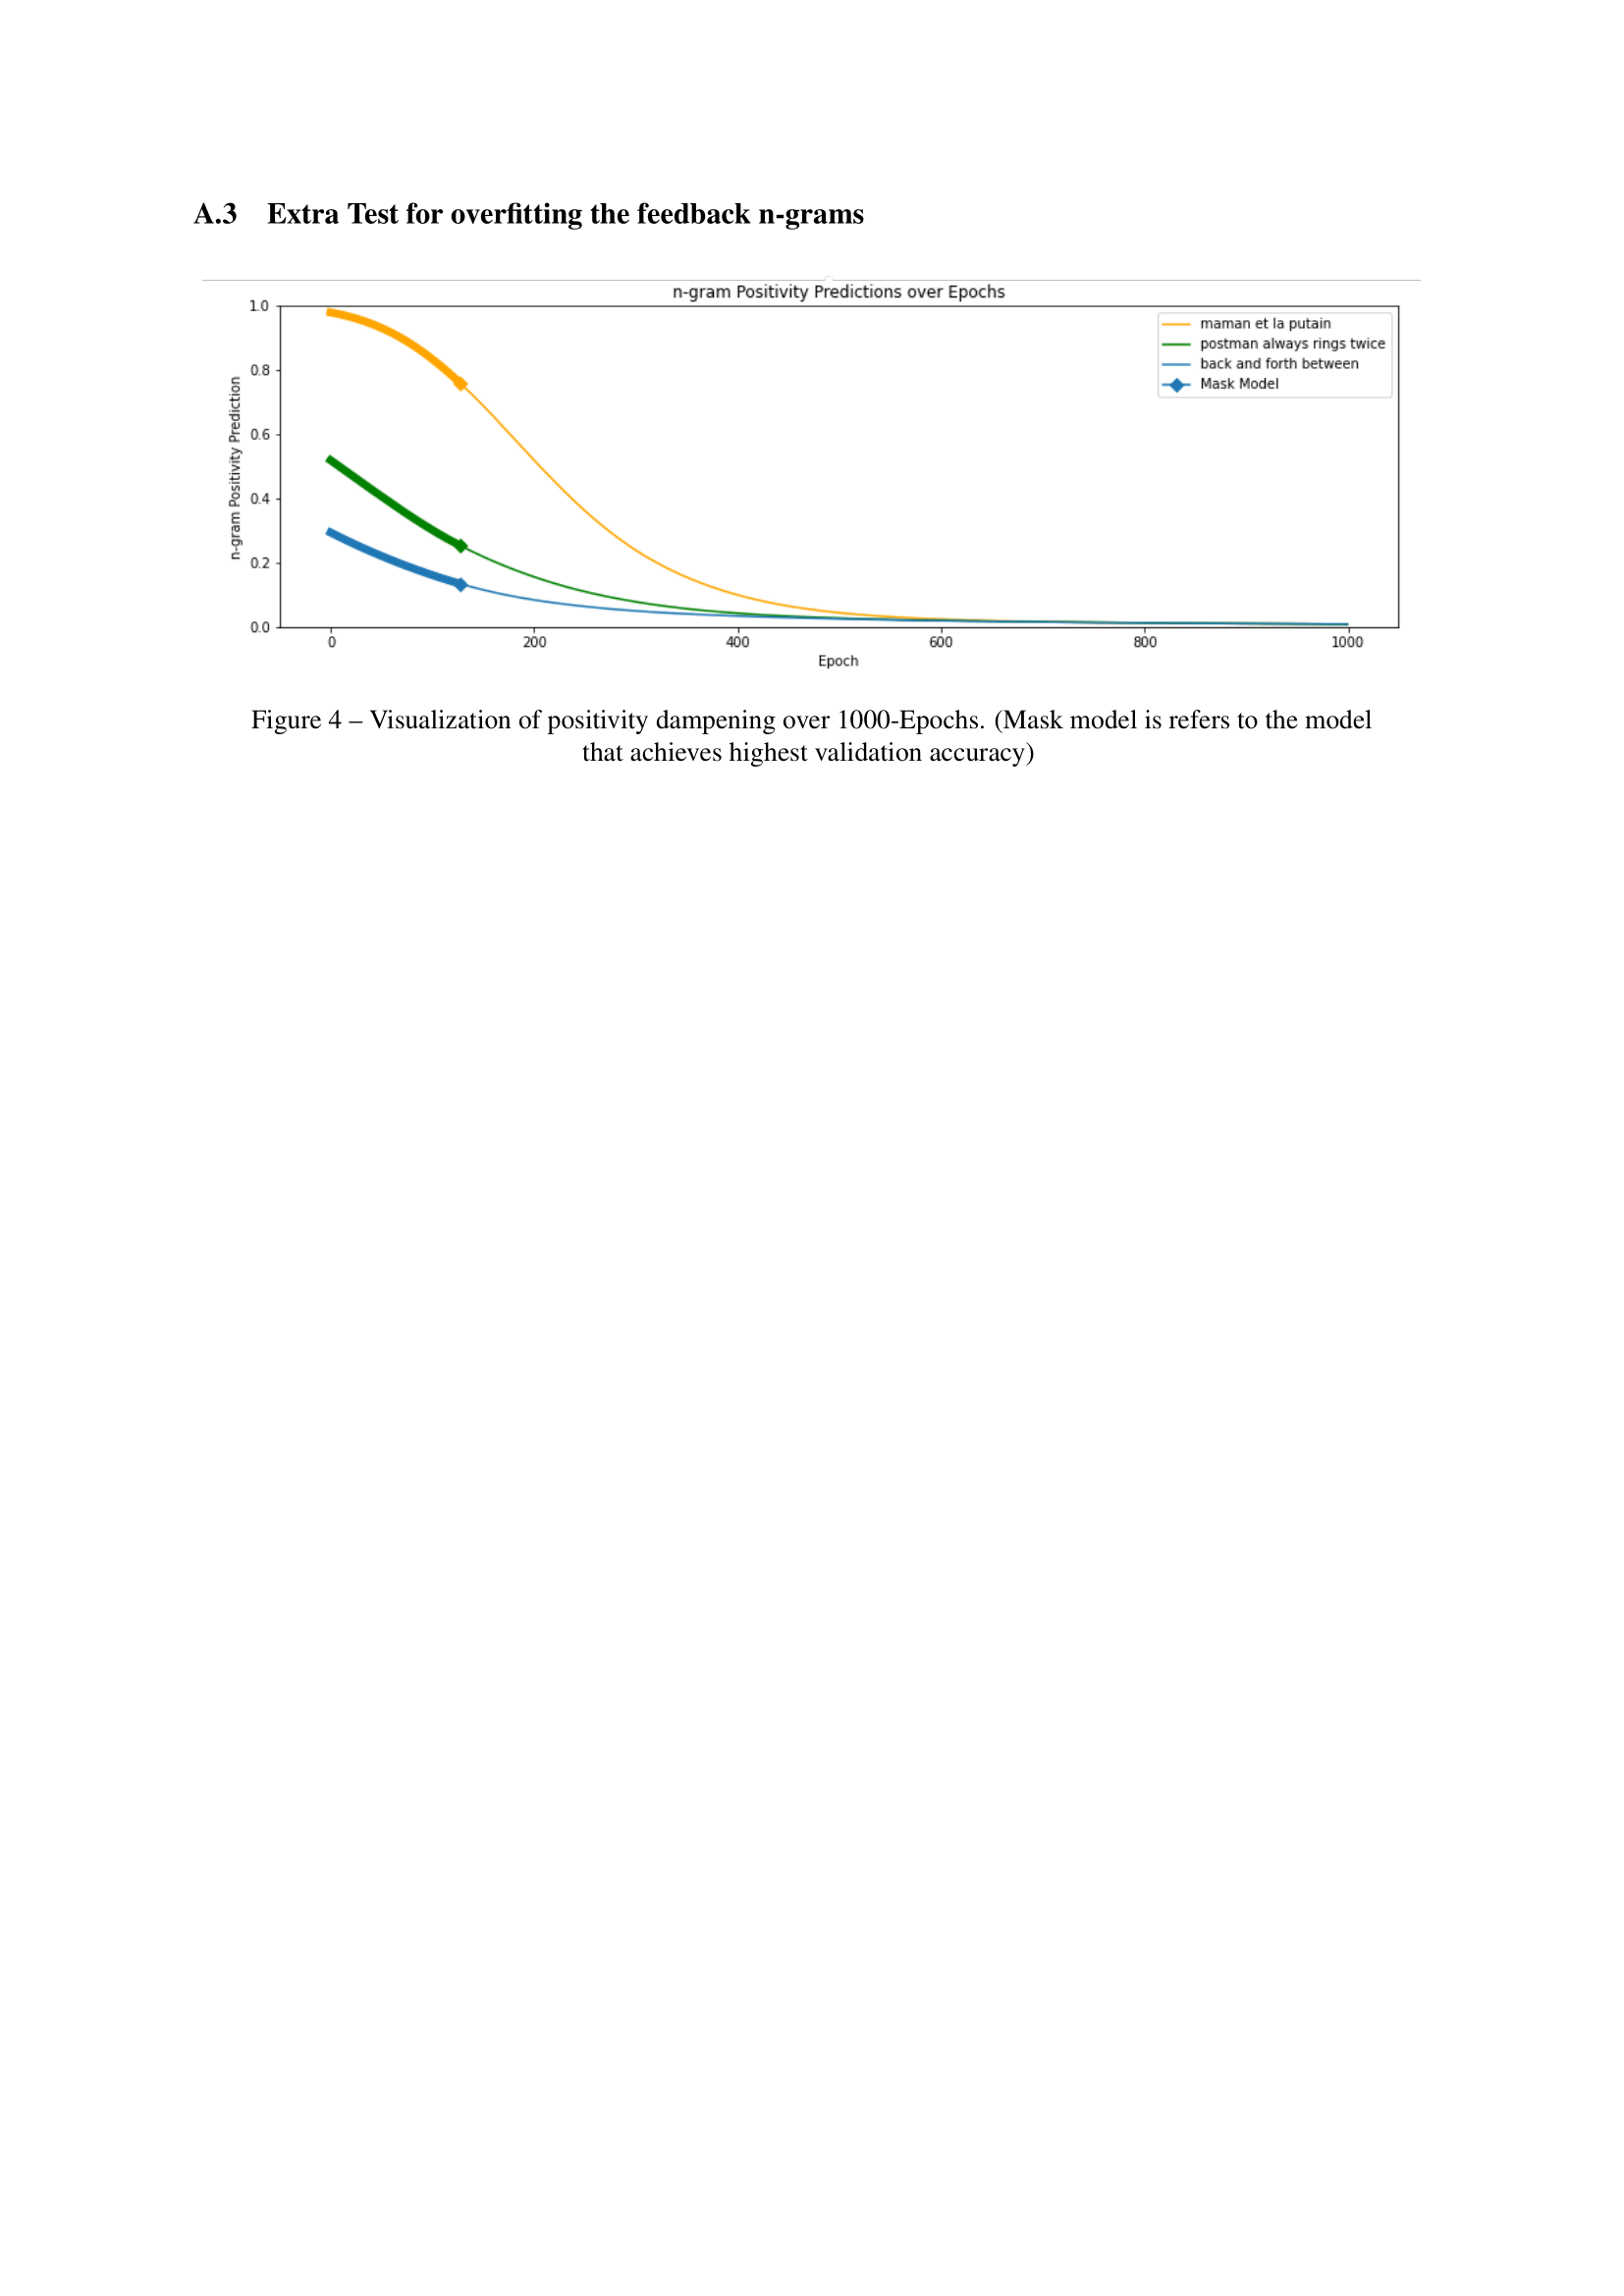 A.3 Extra Test for overfitting the feedback n-grams
n-gram Positivity Predictions over Epochs
n-gram Positivity Prediction
1.0
0.8
0.6
0.4
0.2
0.0
maman et la putain
postman always rings twice
back and forth between
Mask Model
0 200 400 600 800 1000
Epoch
Figure 4 – Visualization of positivity dampening over 1000-Epochs. (Mask model is refers to the model
that achieves highest validation accuracy)